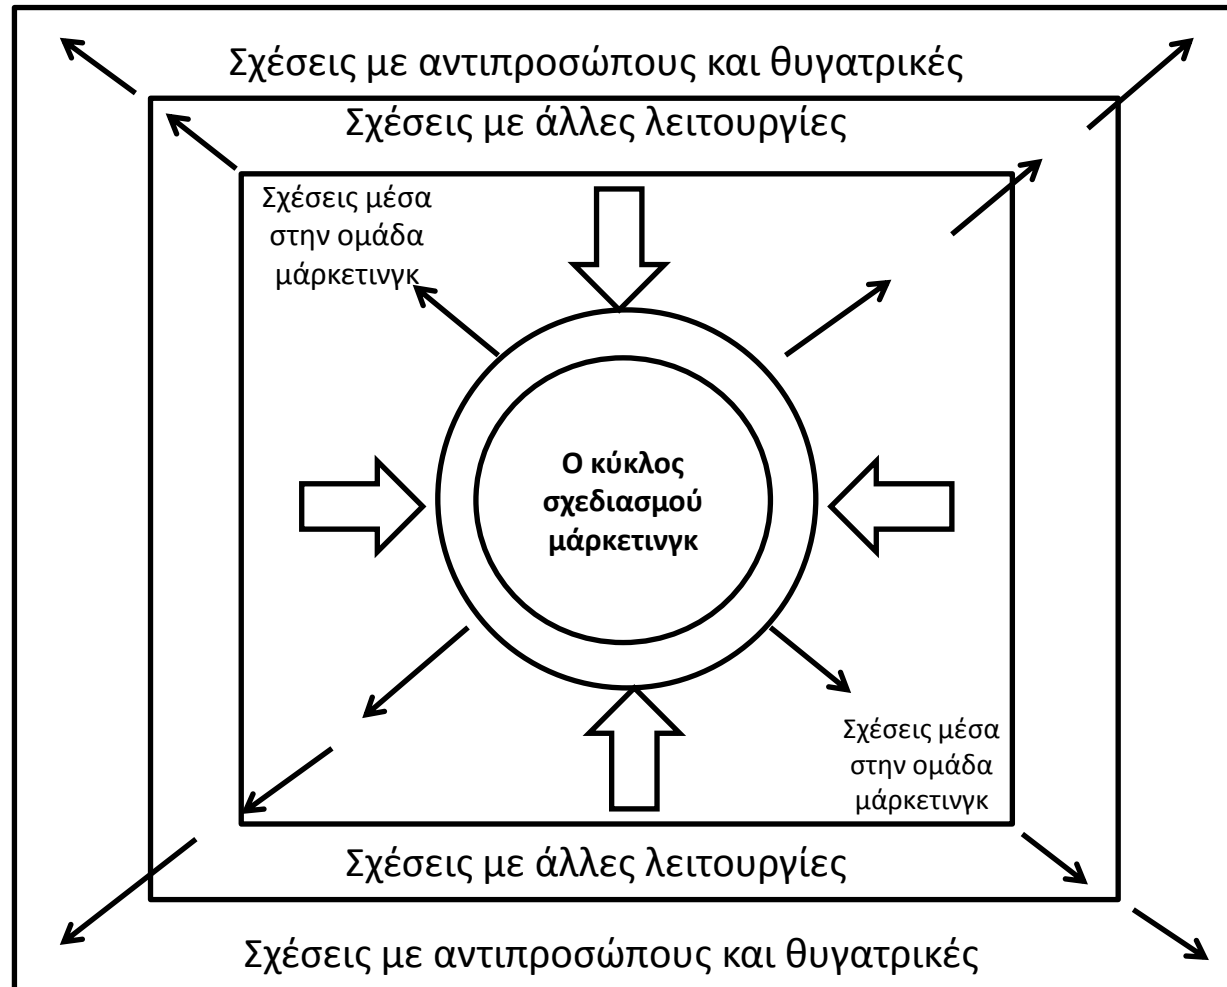 Σχέσεις με αντιπροσώπους και θυγατρικές
Σχέσεις με άλλες λειτουργίες
Σχέσεις μέσα
στην ομάδα
μάρκετινγκ
Ο κύκλος
σχεδιασμού
μάρκετινγκ
Σχέσεις μέσα
στην ομάδα
μάρκετινγκ
Σχέσεις με άλλες λειτουργίες
Σχέσεις με αντιπροσώπους και θυγατρικές